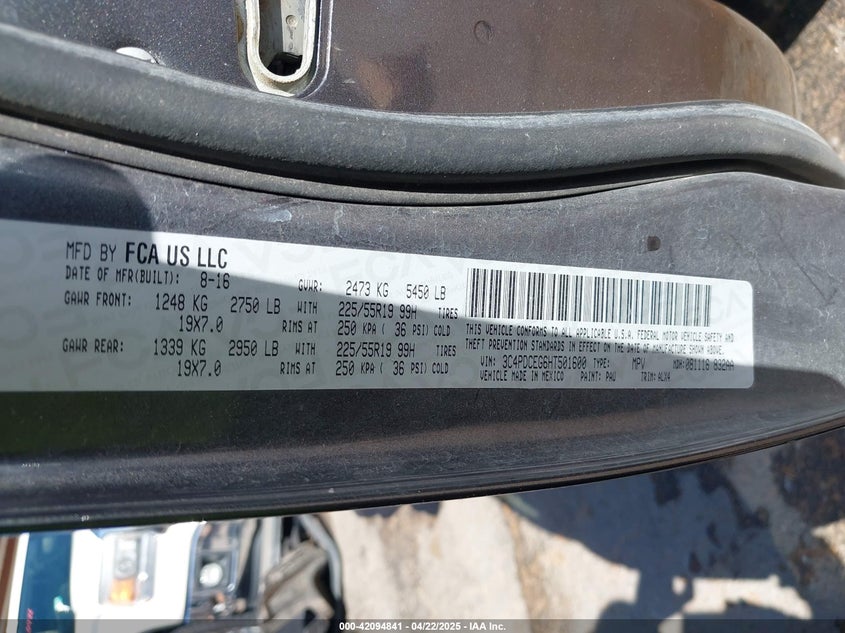 MFD BY FCA US LLC
DATE OF MFR(BUILT): 8-16 GVWR: 2473 KG 5450 LB
GAWR FRONT: 1248 KG 2750 LB WITH 225/55R19 99H TIRES
19X7.0 RIMS AT 250 KPA ( 36 PSI) COLD
GAWR REAR: 1339 KG 2950 LB WITH 225/55R19 99H TIRES
19X7.0 RIMS AT 250 KPA ( 36 PSI) COLD
THIS VEHICLE CONFORMS TO ALL APPLICABLE U.S.A. FEDERAL MOTOR VEHICLE SAFETY AND
THEFT PREVENTION STANDARDS IN EFFECT ON THE DATE OF MANUFACTURE SHOWN ABOVE.
VIN: 3C4PDCEG6HT501600 TYPE: MPV MDH: 081116 832AA
VEHICLE MADE IN MEXICO PAINT: PAU TRIM: ALX4
000-42094841 - 04/22/2025 - IAA Inc.